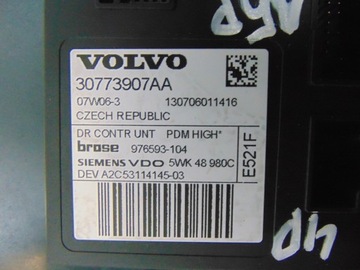 VOLVO
30773907AA
07W06-3 130706011416
CZECH REPUBLIC
DR CONTR UNT PDM HIGH*
brose 976593-104
SIEMENS VDO 5WK 48 980C
DEV A2C53114145-03
E521F